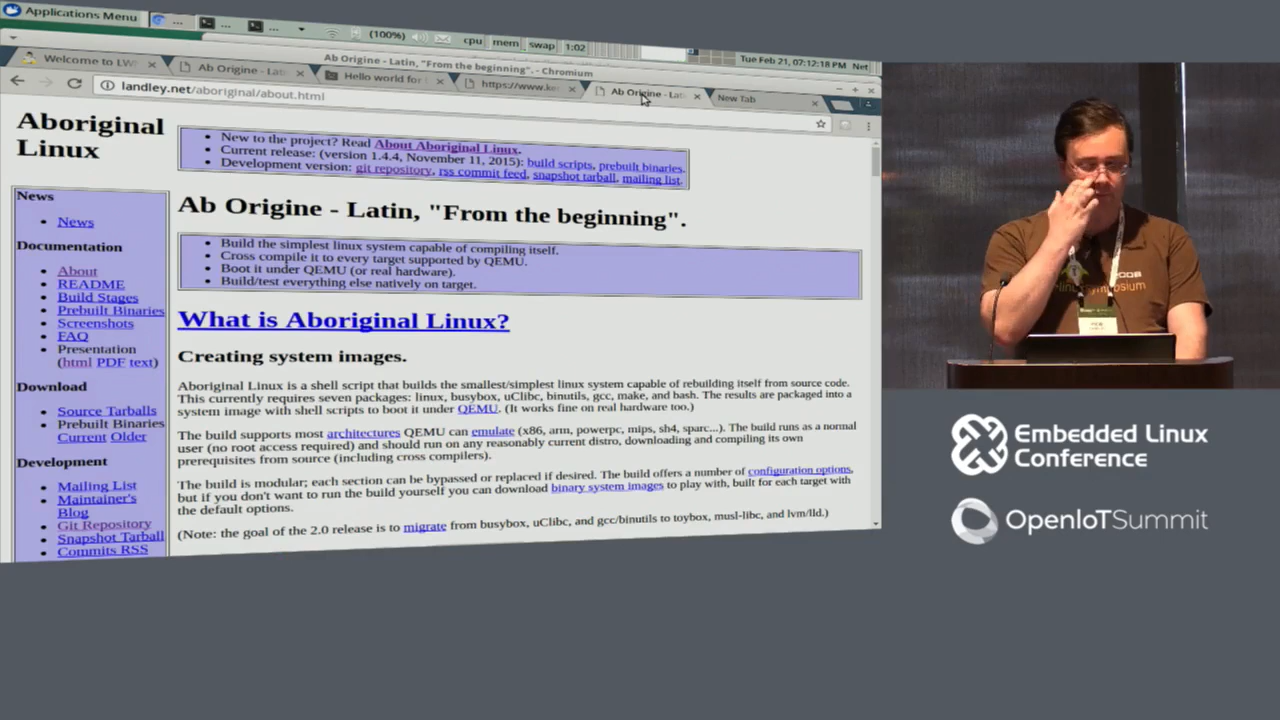 Applications Menu
...
...
...
(100%)
cpu
mem
swap
1:02
Tue Feb 21, 07:12:18 PM
Net
Ab Origine - Latin, "From the beginning". - Chromium
Welcome to LW
Ab Origine - Lat
Hello world for
https://www.ke
Ab Origine - Lati
New Tab
landley.net/aboriginal/about.html
Aboriginal
Linux
New to the project? Read About Aboriginal Linux.
Current release: (version 1.4.4, November 11, 2015): build scripts, prebuilt binaries.
Development version: git repository, rss commit feed, snapshot tarball, mailing list.
News
News
Documentation
About
README
Build Stages
Prebuilt Binaries
Screenshots
FAQ
Presentation
(html PDF text)
Download
Source Tarballs
Prebuilt Binaries
Current Older
Development
Mailing List
Maintainer's
Blog
Git Repository
Snapshot Tarball
Commits RSS
Ab Origine - Latin, "From the beginning".
Build the simplest linux system capable of compiling itself.
Cross compile it to every target supported by QEMU.
Boot it under QEMU (or real hardware).
Build/test everything else natively on target.
What is Aboriginal Linux?
Creating system images.
Aboriginal Linux is a shell script that builds the smallest/simplest linux system capable of rebuilding itself from source code.
This currently requires seven packages: linux, busybox, uClibc, binutils, gcc, make, and bash. The results are packaged into a
system image with shell scripts to boot it under QEMU. (It works fine on real hardware too.)
The build supports most architectures QEMU can emulate (x86, arm, powerpc, mips, sh4, sparc...). The build runs as a normal
user (no root access required) and should run on any reasonably current distro, downloading and compiling its own
prerequisites from source (including cross compilers).
The build is modular; each section can be bypassed or replaced if desired. The build offers a number of configuration options,
but if you don't want to run the build yourself you can download binary system images to play with, built for each target with
the default options.
(Note: the goal of the 2.0 release is to migrate from busybox, uClibc, and gcc/binutils to toybox, musl-libc, and lvm/lld.)
Embedded Linux
Conference
OpenIoTSummit